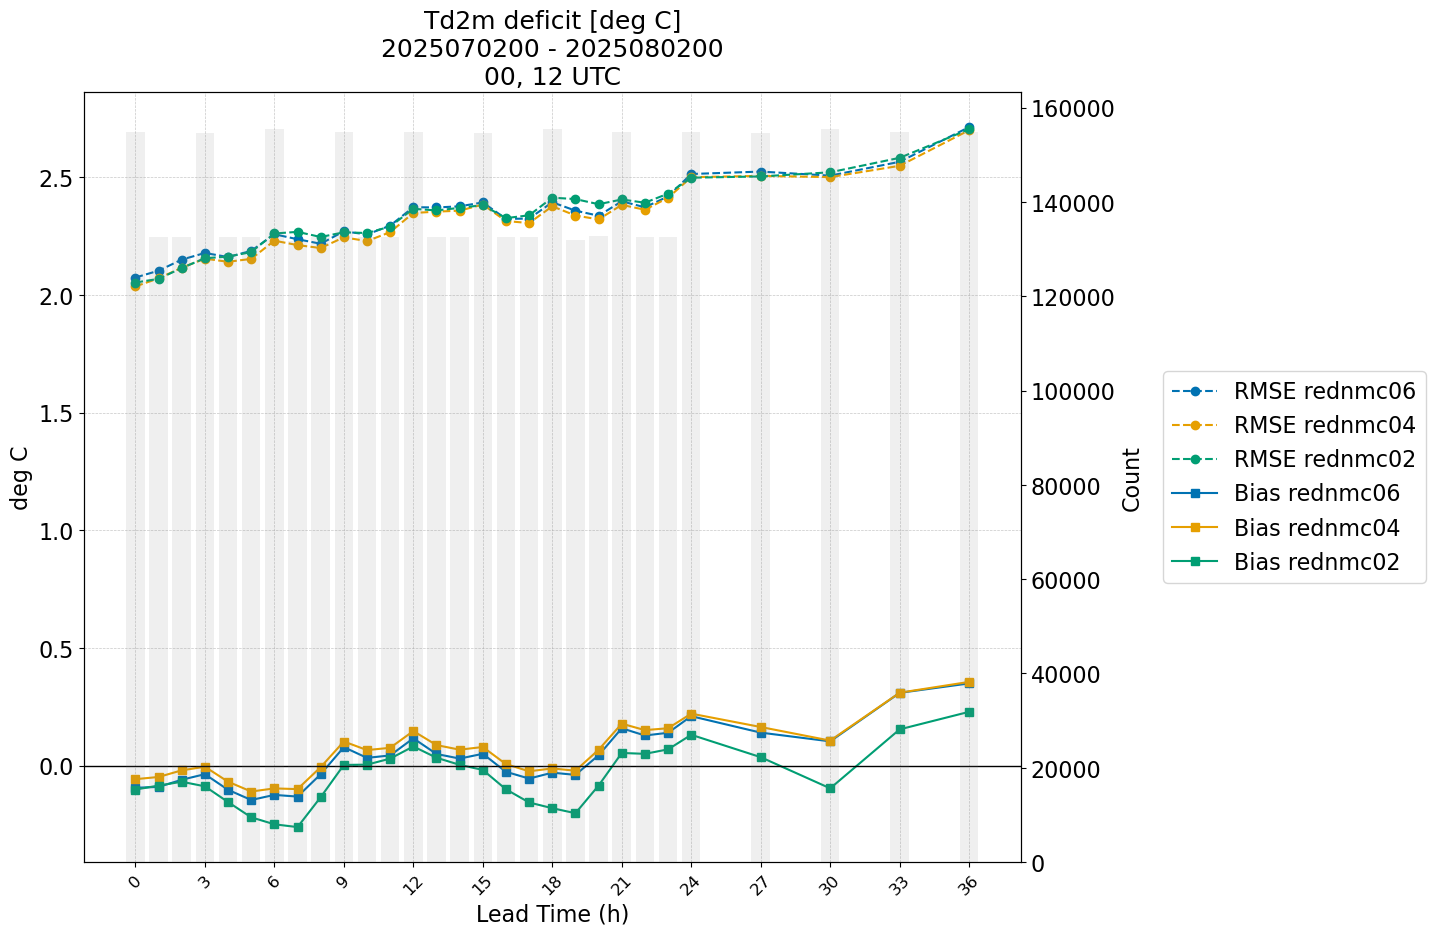 Td2m deficit [deg C]
2025070200 - 2025080200
00, 12 UTC
2.5
2.0
1.5
1.0
0.5
0.0
deg C
160000
140000
120000
100000
80000
60000
40000
20000
0
Count
0 3 6 9 12 15 18 21 24 27 30 33 36
Lead Time (h)
RMSE rednmc06
RMSE rednmc04
RMSE rednmc02
Bias rednmc06
Bias rednmc04
Bias rednmc02